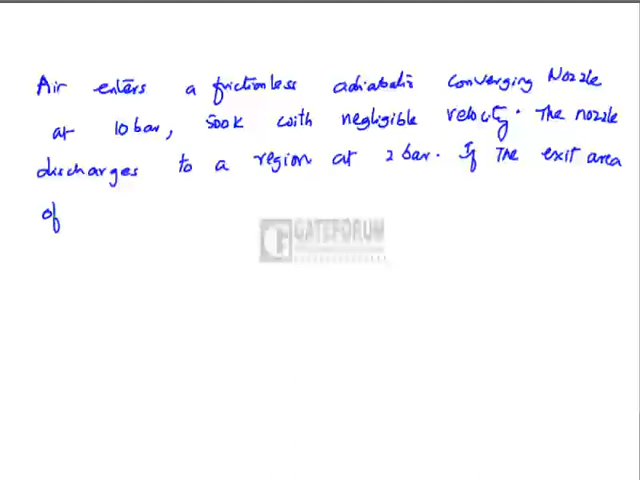 Air enters a frictionless adiabatic converging Nozzle
at 10 bar, 500k with negligible velocity. The nozzle
discharges to a region at 2 bar. If The exit area
of
GATEFORUM